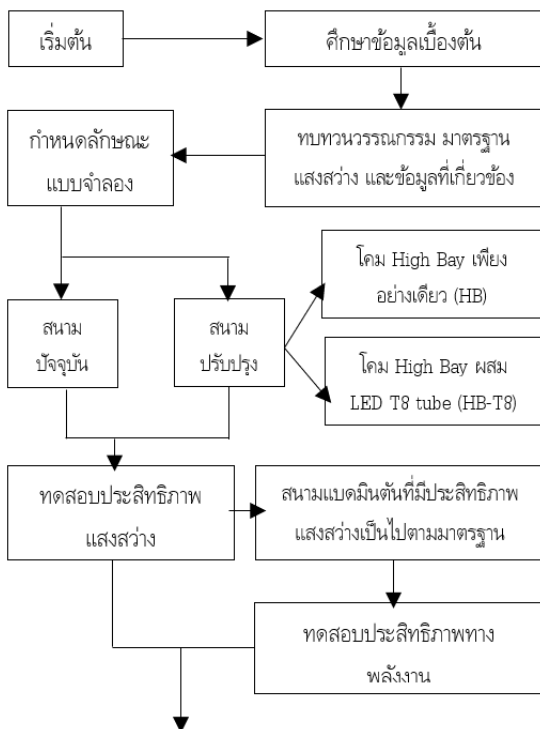 เริ่มต้น
ศึกษาข้อมูลเบื้องต้น
ทบทวนวรรณกรรม มาตรฐาน
แสงสว่าง และข้อมูลที่เกี่ยวข้อง
กำหนดลักษณะ
แบบจำลอง
สนาม
ปัจจุบัน
สนาม
ปรับปรุง
โคม High Bay เพียง
อย่างเดียว (HB)
โคม High Bay ผสม
LED T8 tube (HB-T8)
ทดสอบประสิทธิภาพ
แสงสว่าง
สนามแบดมินตันที่มีประสิทธิภาพ
แสงสว่างเป็นไปตามมาตรฐาน
ทดสอบประสิทธิภาพทาง
พลังงาน